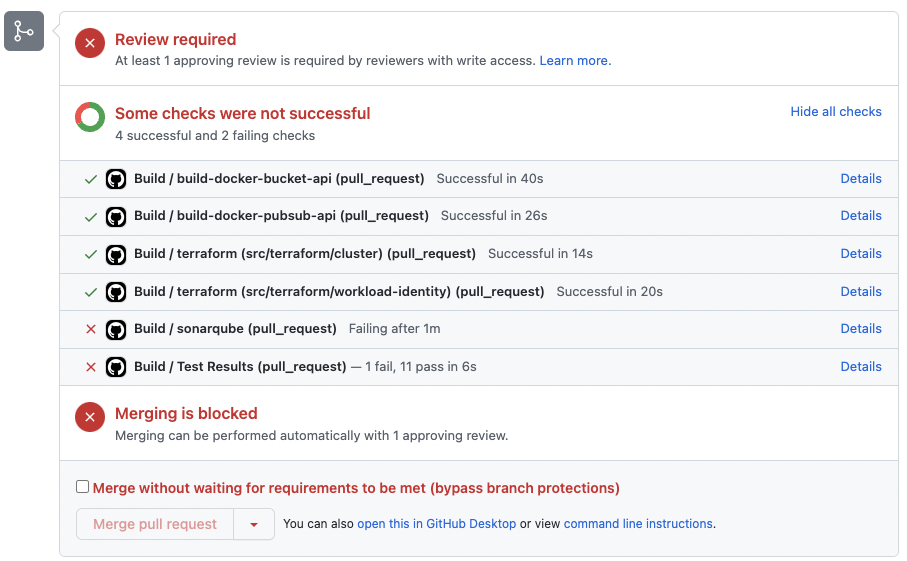 Review required
At least 1 approving review is required by reviewers with write access. Learn more.
Some checks were not successful
Hide all checks
4 successful and 2 failing checks
Build / build-docker-bucket-api (pull_request) Successful in 40s Details
Build / build-docker-pubsub-api (pull_request) Successful in 26s Details
Build / terraform (src/terraform/cluster) (pull_request) Successful in 14s Details
Build / terraform (src/terraform/workload-identity) (pull_request) Successful in 20s Details
Build / sonarqube (pull_request) Failing after 1m Details
Build / Test Results (pull_request) — 1 fail, 11 pass in 6s Details
Merging is blocked
Merging can be performed automatically with 1 approving review.
Merge without waiting for requirements to be met (bypass branch protections)
Merge pull request You can also open this in GitHub Desktop or view command line instructions.